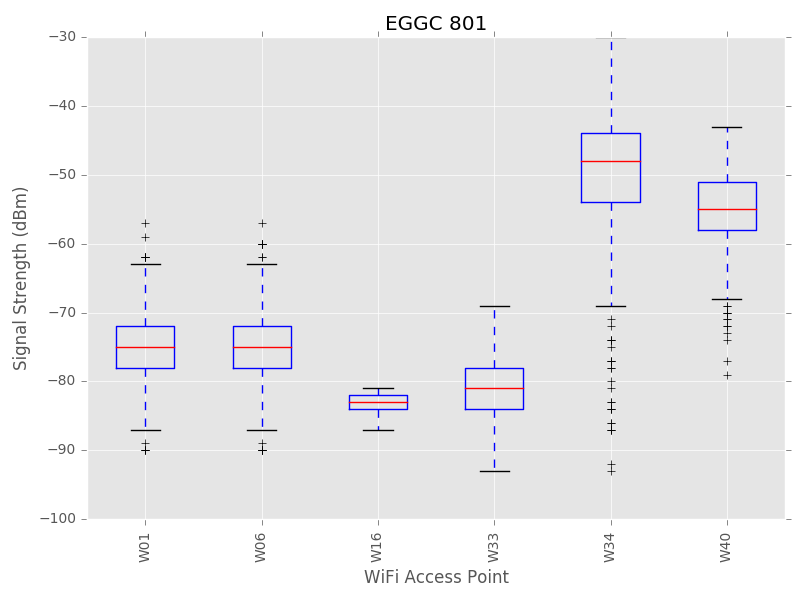 EGGC 801
−30
−40
−50
−60
−70
−80
−90
−100
Signal Strength (dBm)
W01
W06
W16
W33
W34
W40
WiFi Access Point